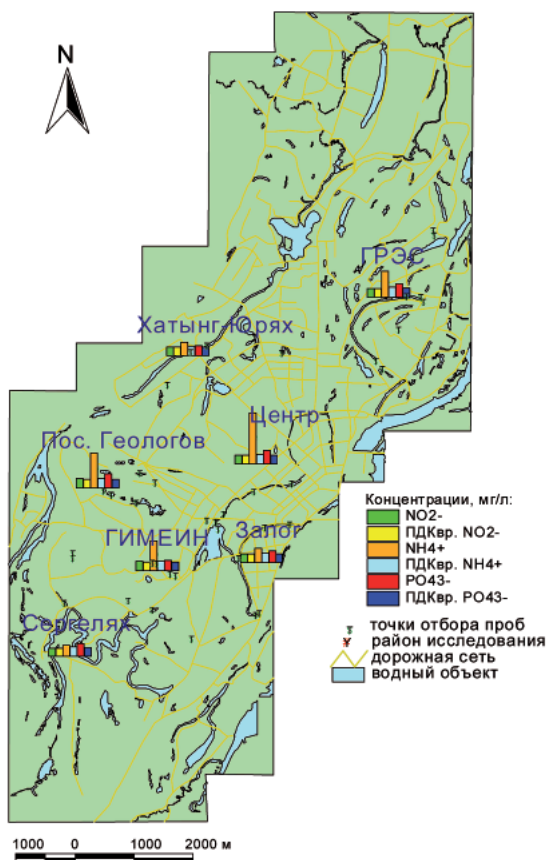 N
ГРЭС
Хатынг-Юрях
Центр
Пос. Геологов
ГИМЕИН
Залог
Сергелях
Концентрации, мг/л:
NO2-
ПДКвр. NO2-
NH4+
ПДКвр. NH4+
PO43-
ПДКвр. PO43-
точки отбора проб
район исследования
дорожная сеть
водный объект
1000 0 1000 2000 м